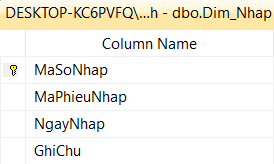 DESKTOP-KC6PVFQ\...h - dbo.Dim_Nhap
Column Name
MaSoNhap
MaPhieuNhap
NgayNhap
GhiChu